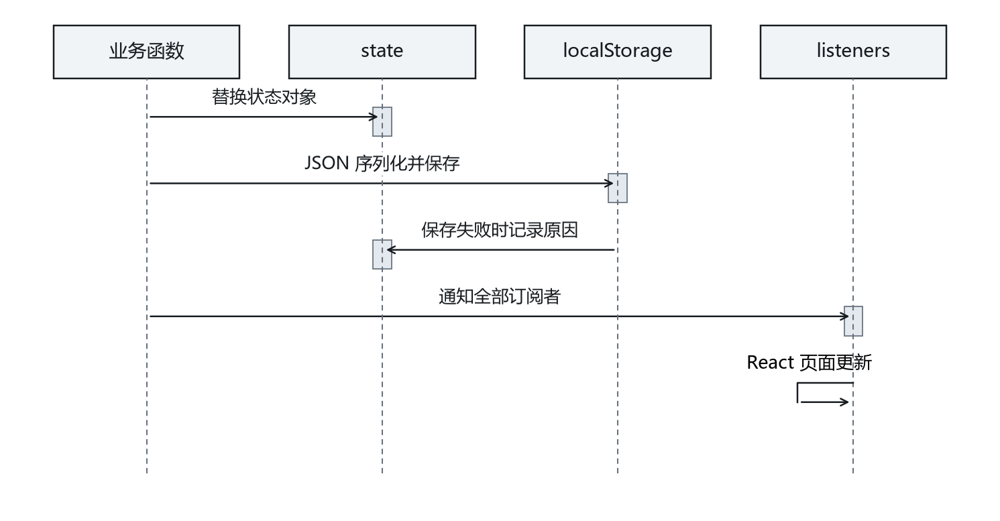 业务函数
state
localStorage
listeners
替换状态对象
JSON 序列化并保存
保存失败时记录原因
通知全部订阅者
React 页面更新